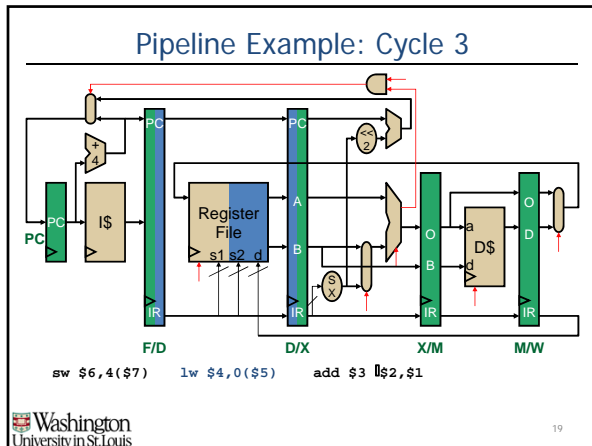 Pipeline Example: Cycle 3
<<
2
+
4
PC
PC
PC
PC
I$
Register
File
s1 s2 d
A
B
S
X
O
B
a
D$
d
O
D
IR
IR
IR
IR
F/D
D/X
X/M
M/W
sw $6,4($7)
lw $4,0($5)
add $3 $2,$1
Washington
University in St.Louis
19